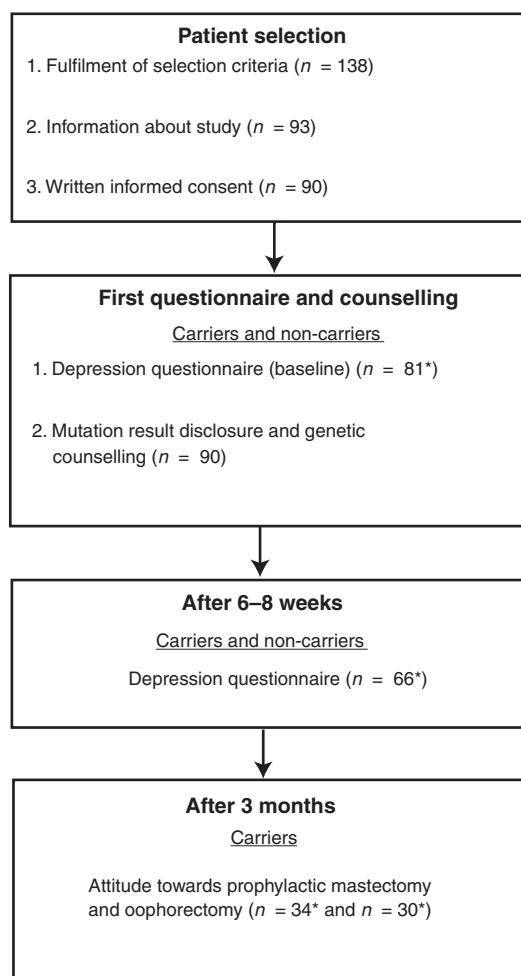 Patient selection
1. Fulfilment of selection criteria (n = 138)
2. Information about study (n = 93)
3. Written informed consent (n = 90)
First questionnaire and counselling
Carriers and non-carriers
1. Depression questionnaire (baseline) (n = 81*)
2. Mutation result disclosure and genetic
counselling (n = 90)
After 6–8 weeks
Carriers and non-carriers
Depression questionnaire (n = 66*)
After 3 months
Carriers
Attitude towards prophylactic mastectomy
and oophorectomy (n = 34* and n = 30*)